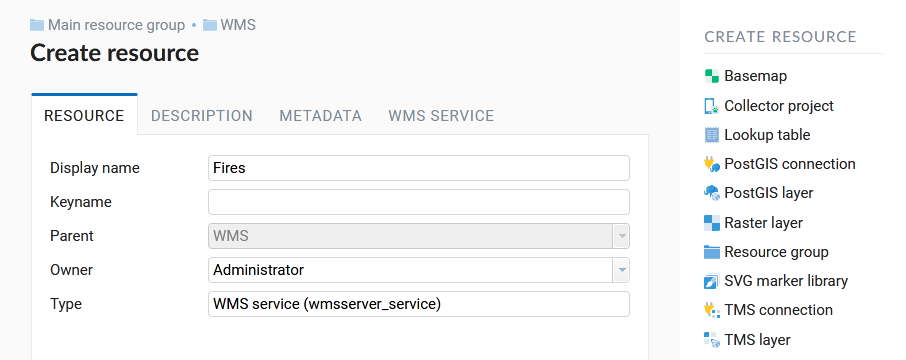 Main resource group • WMS
Create resource
RESOURCE DESCRIPTION METADATA WMS SERVICE
Display name Fires
Keyname
Parent WMS
Owner Administrator
Type WMS service (wmsserver_service)
CREATE RESOURCE
Basemap
Collector project
Lookup table
PostGIS connection
PostGIS layer
Raster layer
Resource group
SVG marker library
TMS connection
TMS layer